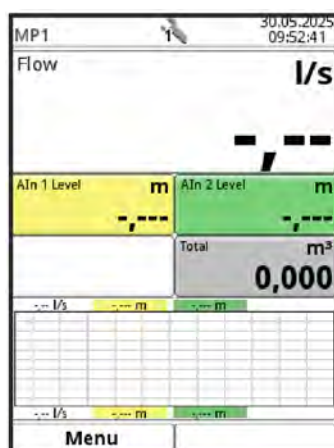 30.05.2025
MP1 1 09:52:41
Flow l/s
-,--
AIn 1 Level m AIn 2 Level m
-,--- -,---
Total m³
0,000
-,-- l/s -,--- m -,--- m
-,-- l/s -,--- m -,--- m
Menu